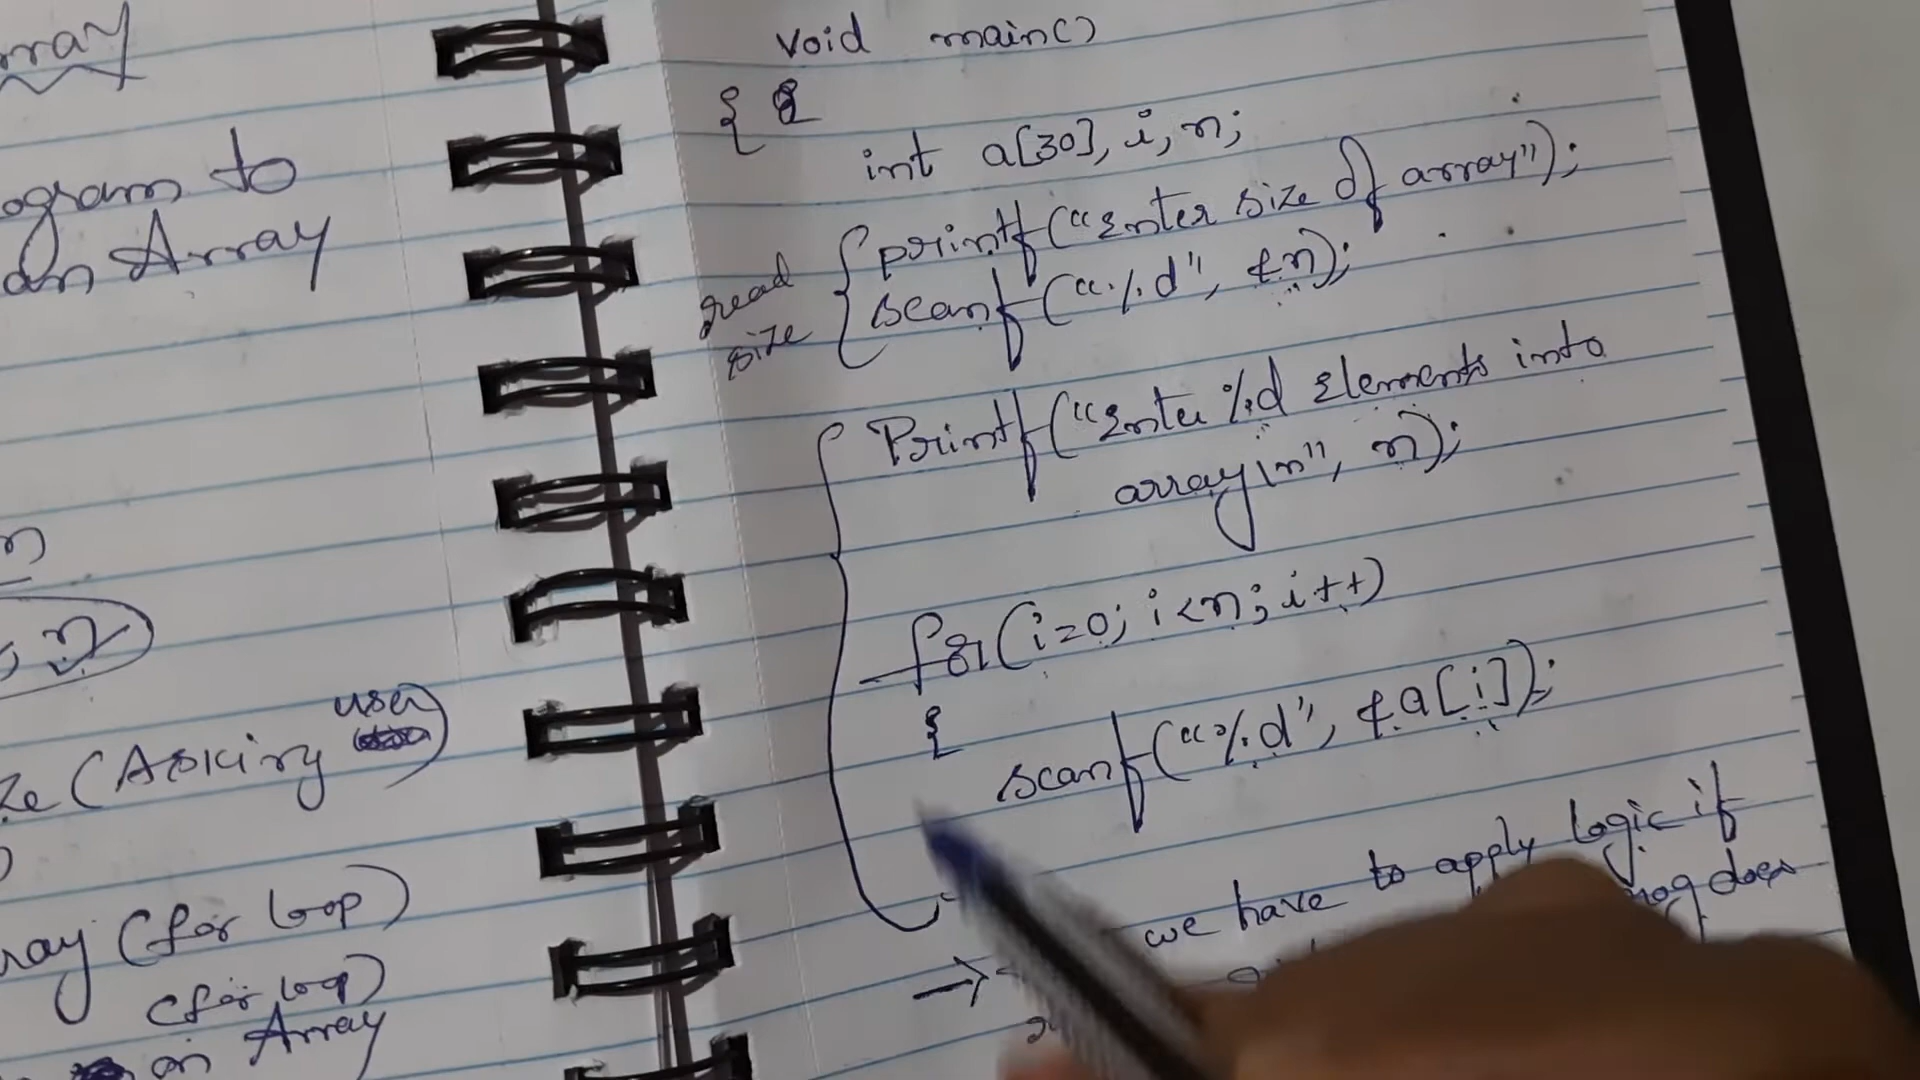 rray
ogram to
an Array
n
, n
user
ze (Asking
ray (for loop)
(for loop)
on Array
void main()
{
int a[30], i, n;
read
size
{ printf("Enter size of array");
scanf("%d", &n);
Printf("Enter %d Elements into
array\n", n);
for(i=0; i<n; i++)
{
scanf("%d", &a[i]);
we have to apply logic if
does
→